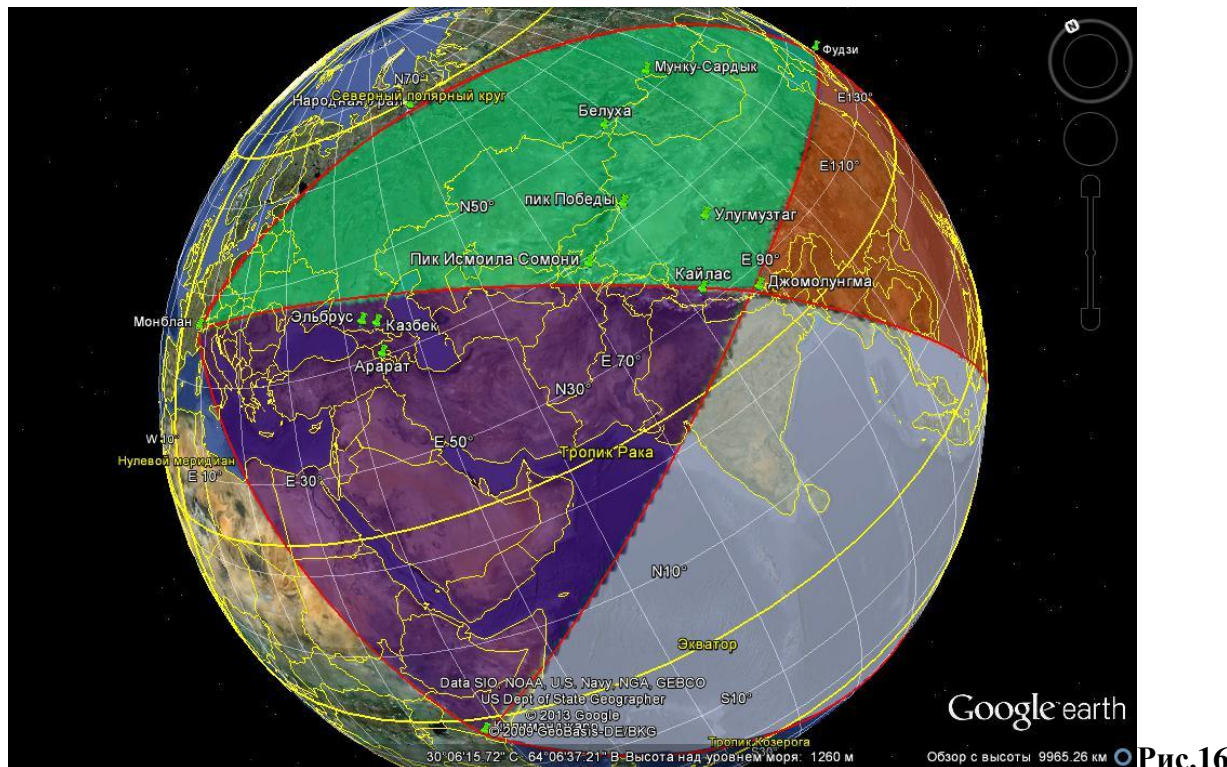 Фудзи
Мунку-Сардык
N70°
Северный полярный круг
Народная
E130°
Белуха
E110°
пик Победы
N50°
Улугмузтаг
Пик Исмоила Сомони
E 90°
Кайлас
Джомолунгма
Монблан
Эльбрус
Казбек
Арарат
E 70°
N30°
W 10°
E 50°
Тропик Рака
Нулевой меридиан
E 10°
E 30
N10°
Экватор
Data SIO, NOAA, U.S. Navy, NGA, GEBCO
US Dept of State Geographer
S10°
© 2013 Google
© 2009 GeoBasis-DE/BKG
Google earth
Тропик Козерога
30°06'15.72" С 64°06'37.21" В Высота над уровнем моря: 1260 м
Обзор с высоты 9965.26 км
Рис.16
N